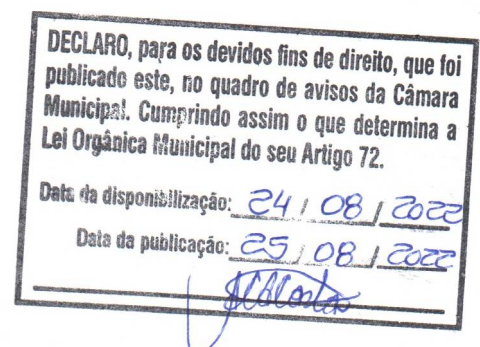 DECLARO, para os devidos fins de direito, que foi
publicado este, no quadro de avisos da Câmara
Municipal. Cumprindo assim o que determina a
Lei Orgânica Municipal do seu Artigo 72.
Data da disponibilização: 24 / 08 / 2022
Data da publicação: 25 / 08 / 2022